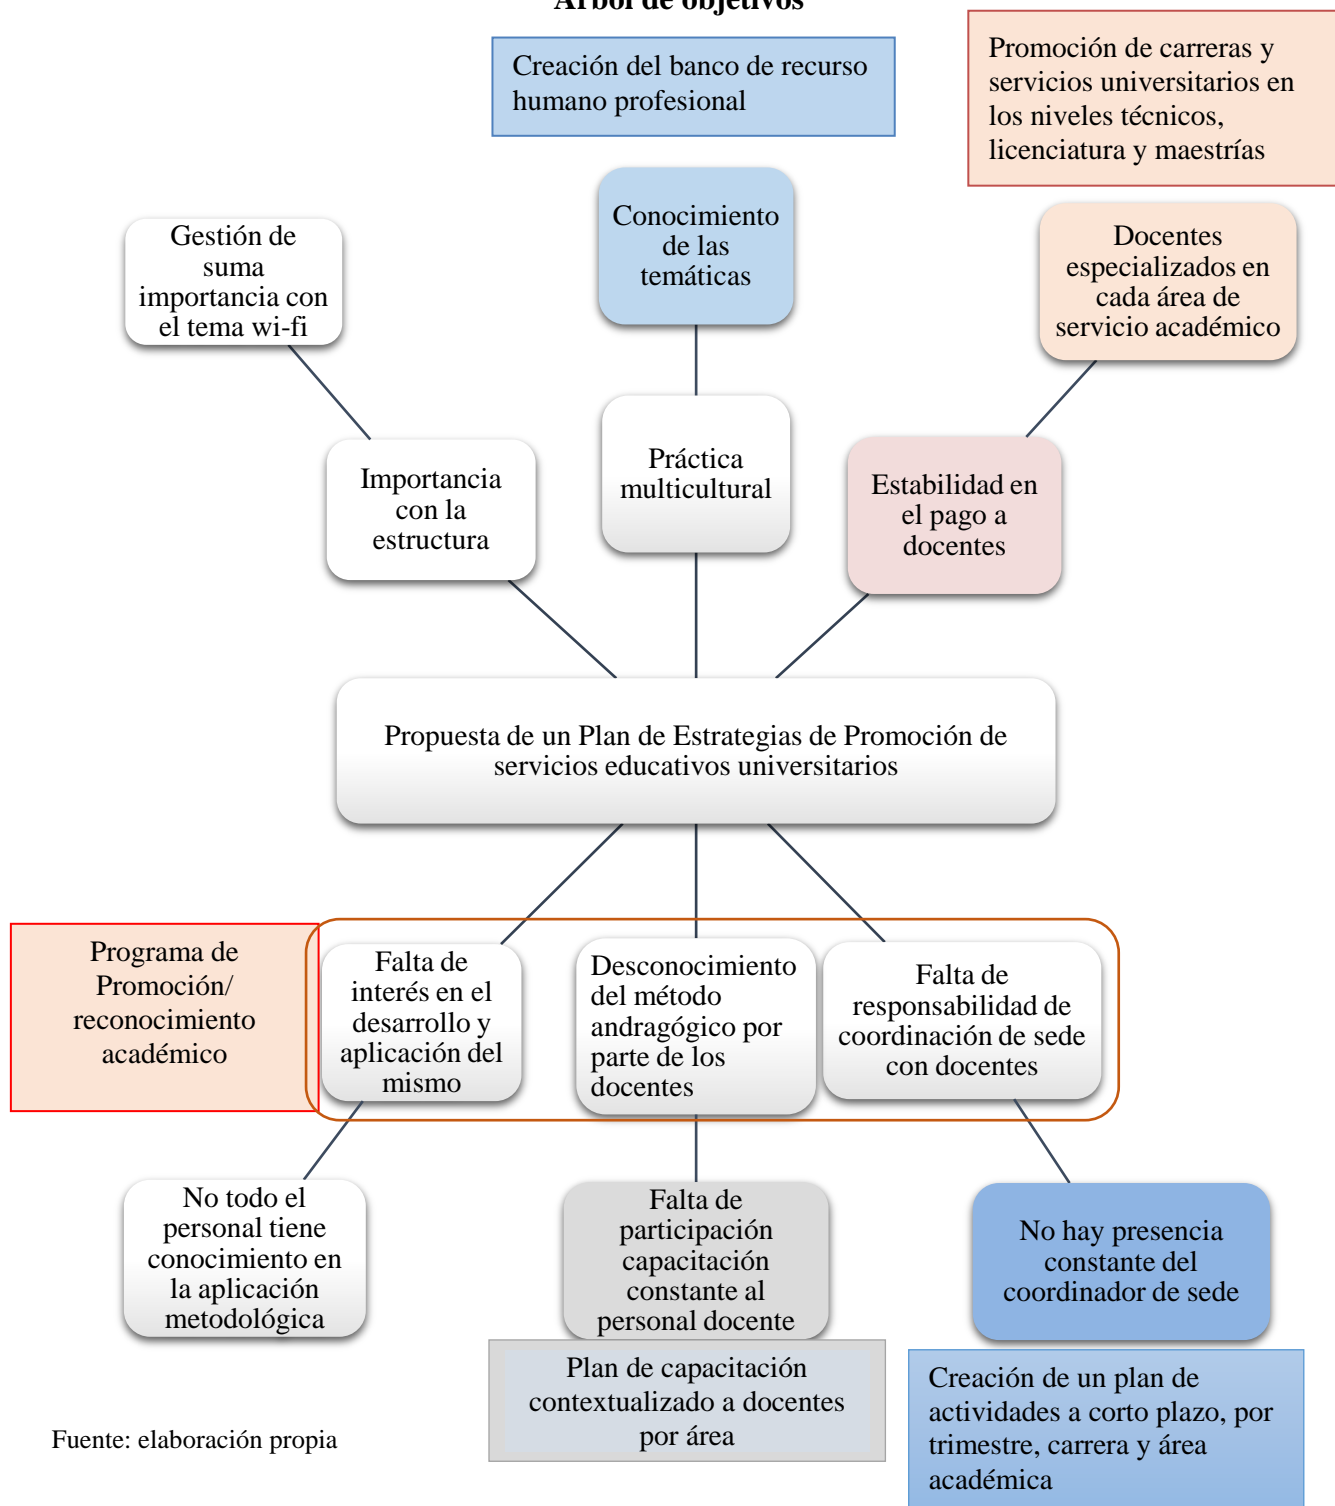 Árbol de objetivos
Creación del banco de recurso
humano profesional
Promoción de carreras y
servicios universitarios en
los niveles técnicos,
licenciatura y maestrías
Gestión de
suma
importancia con
el tema wi-fi
Conocimiento
de las
temáticas
Docentes
especializados en
cada área de
servicio académico
Importancia
con la
estructura
Práctica
multicultural
Estabilidad en
el pago a
docentes
Propuesta de un Plan de Estrategias de Promoción de
servicios educativos universitarios
Programa de
Promoción/
reconocimiento
académico
Falta de
interés en el
desarrollo y
aplicación del
mismo
Desconocimiento
del método
andragógico por
parte de los
docentes
Falta de
responsabilidad de
coordinación de sede
con docentes
No todo el
personal tiene
conocimiento en
la aplicación
metodológica
Falta de
participación
capacitación
constante al
personal docente
No hay presencia
constante del
coordinador de sede
Plan de capacitación
contextualizado a docentes
por área
Creación de un plan de
actividades a corto plazo, por
trimestre, carrera y área
académica
Fuente: elaboración propia